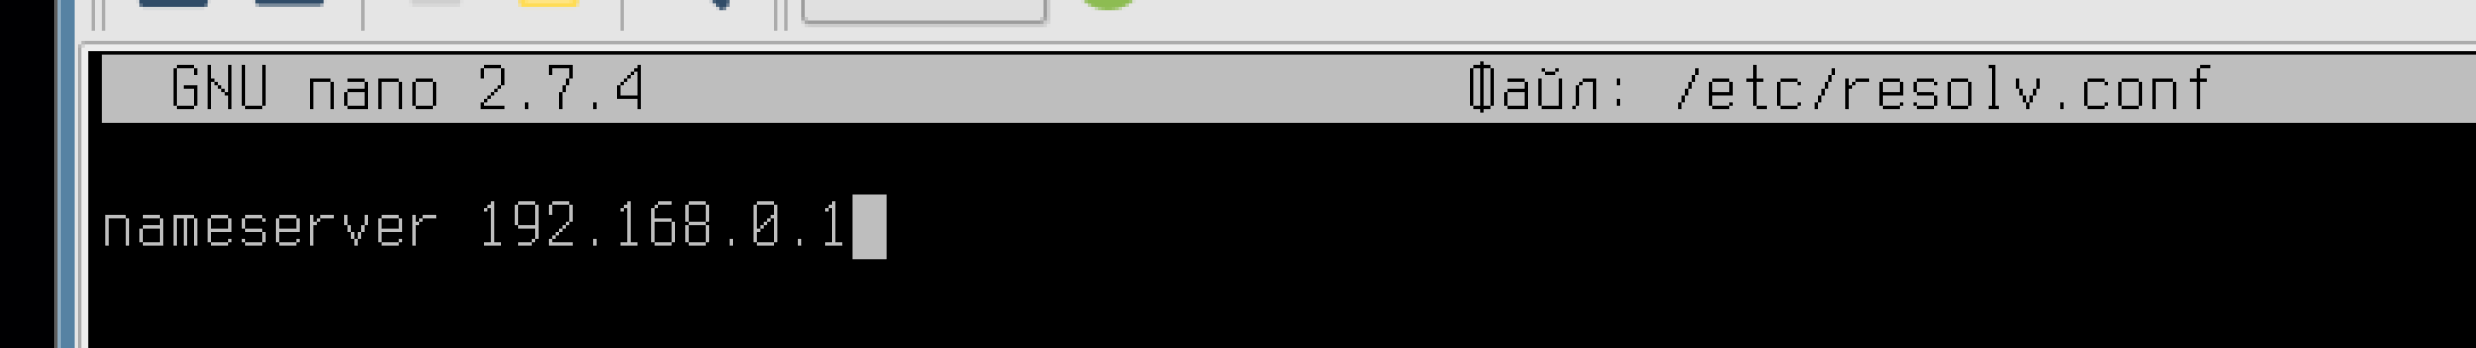 GNU nano 2.7.4 Файл: /etc/resolv.conf
nameserver 192.168.0.1